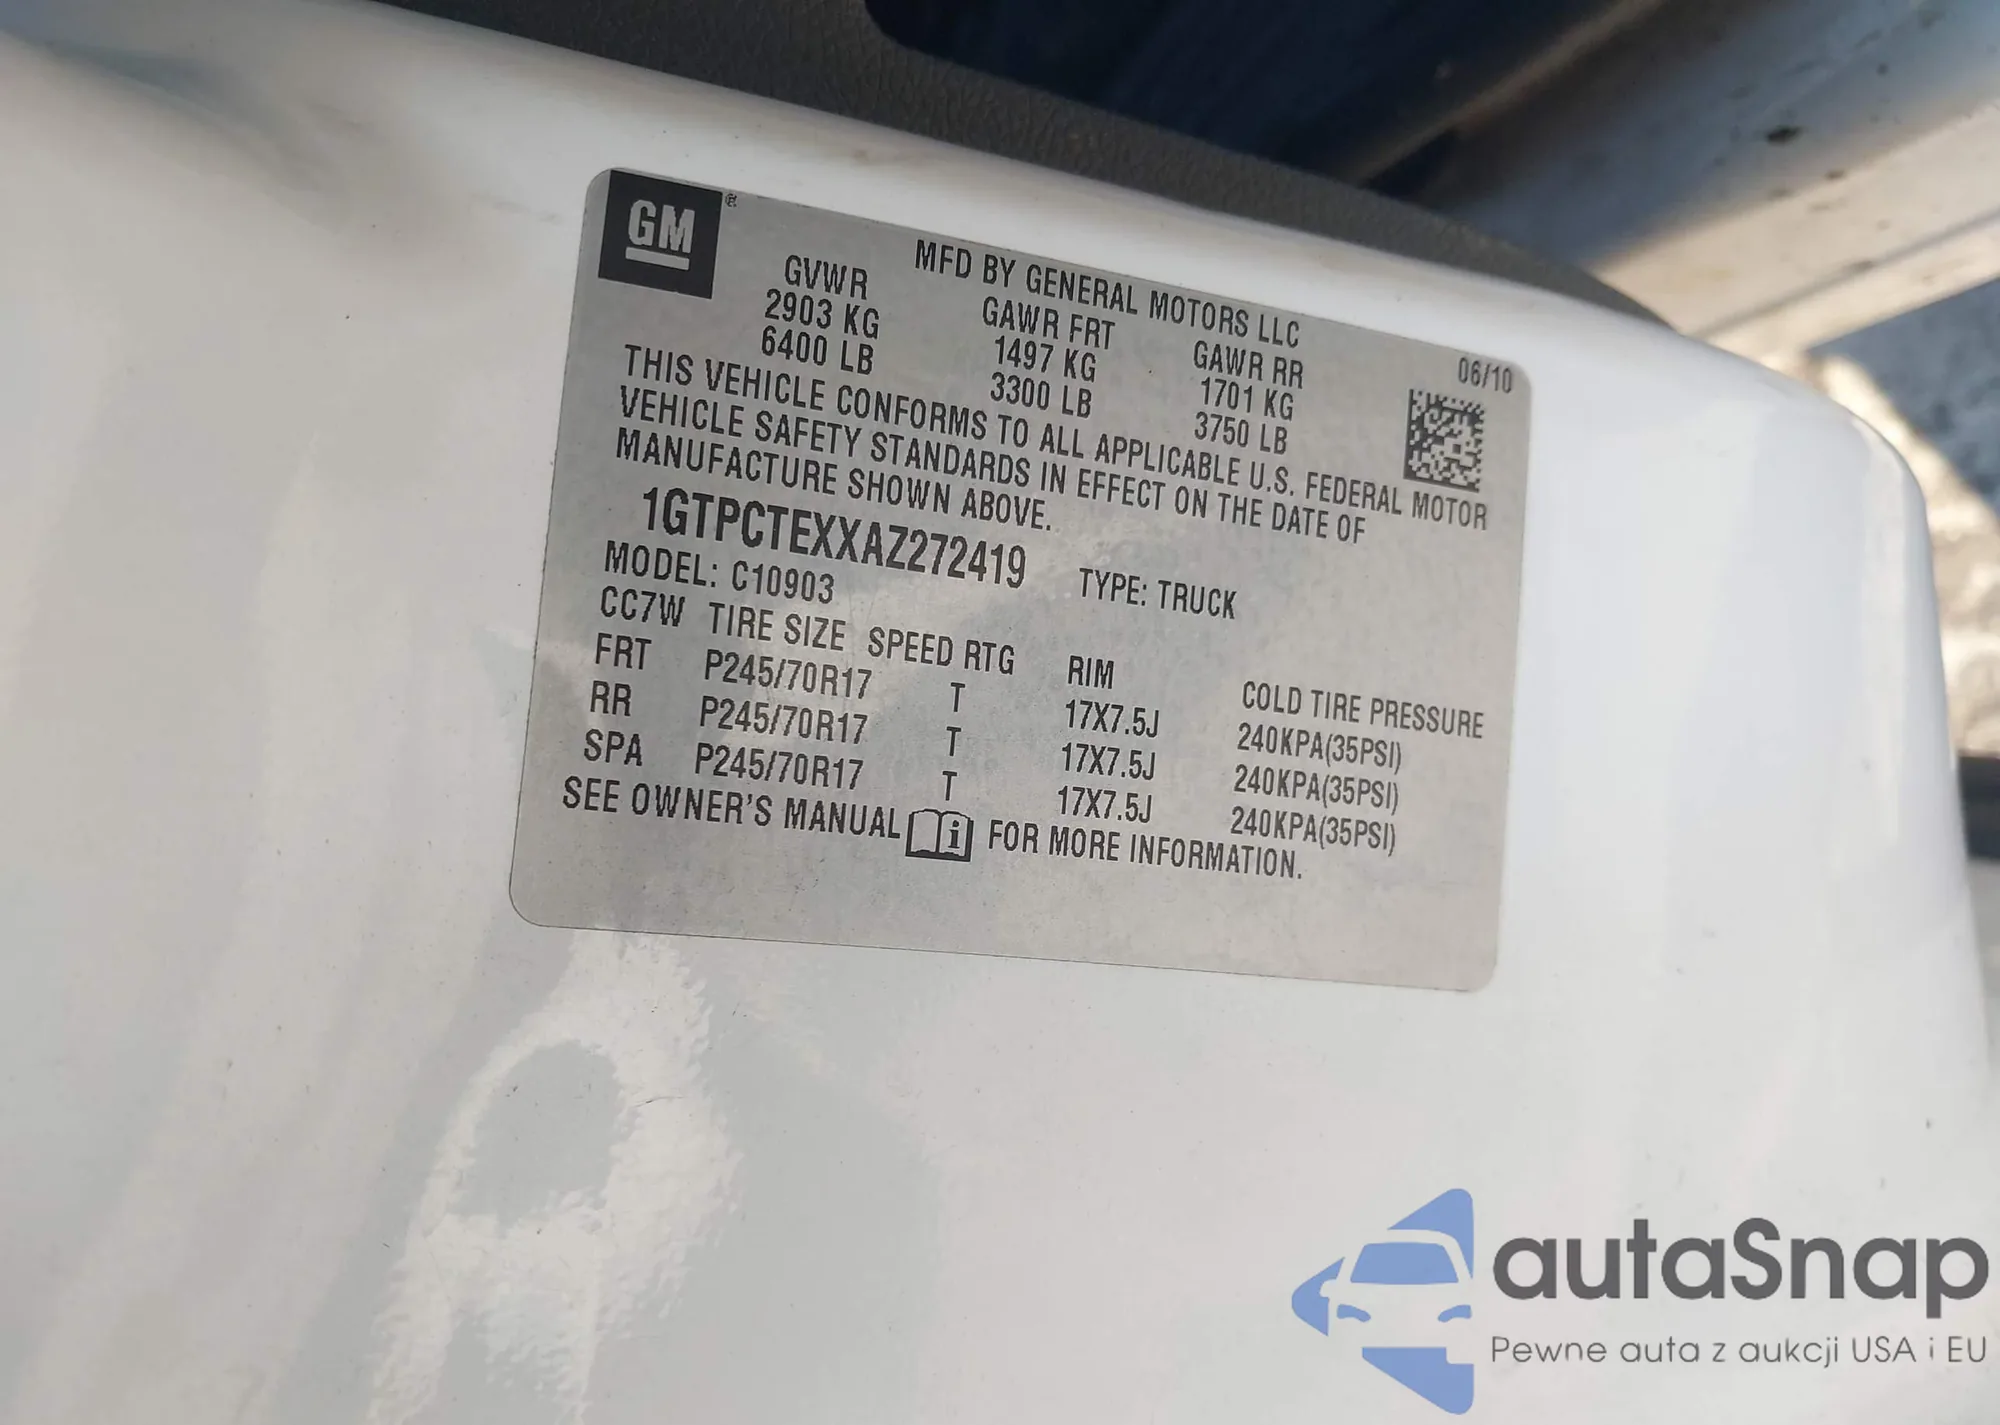 GM ®
MFD BY GENERAL MOTORS LLC
06/10
GVWR GAWR FRT GAWR RR
2903 KG 1497 KG 1701 KG
6400 LB 3300 LB 3750 LB
THIS VEHICLE CONFORMS TO ALL APPLICABLE U.S. FEDERAL MOTOR
VEHICLE SAFETY STANDARDS IN EFFECT ON THE DATE OF
MANUFACTURE SHOWN ABOVE.
1GTPCTEXXAZ272419 TYPE: TRUCK
MODEL: C10903
CC7W TIRE SIZE SPEED RTG RIM COLD TIRE PRESSURE
FRT P245/70R17 T 17X7.5J 240KPA(35PSI)
RR P245/70R17 T 17X7.5J 240KPA(35PSI)
SPA P245/70R17 T 17X7.5J 240KPA(35PSI)
SEE OWNER'S MANUAL i FOR MORE INFORMATION.
autaSnap
Pewne auta z aukcji USA i EU